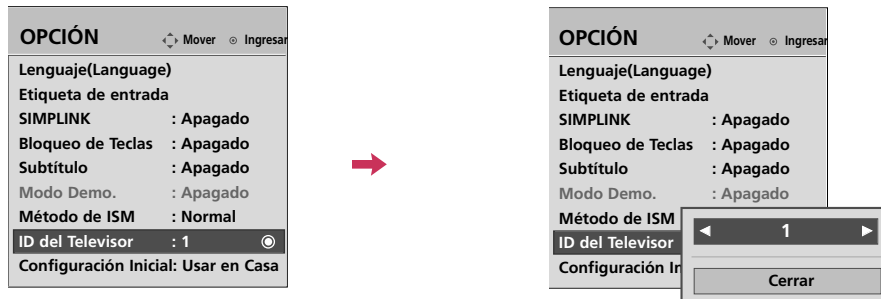 OPCIÓN Mover Ingresar
Lenguaje(Language)
Etiqueta de entrada
SIMPLINK : Apagado
Bloqueo de Teclas : Apagado
Subtítulo : Apagado
Modo Demo. : Apagado
Método de ISM : Normal
ID del Televisor : 1
Configuración Inicial: Usar en Casa
OPCIÓN Mover Ingresar
Lenguaje(Language)
Etiqueta de entrada
SIMPLINK : Apagado
Bloqueo de Teclas : Apagado
Subtítulo : Apagado
Modo Demo. : Apagado
Método de ISM
ID del Televisor
Configuración In
1
Cerrar